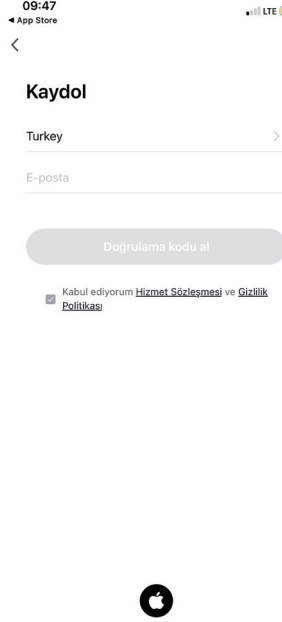 09:47
LTE
◀ App Store
Kaydol
Turkey
E-posta
Doğrulama kodu al
Kabul ediyorum Hizmet Sözleşmesi ve Gizlilik
Politikası